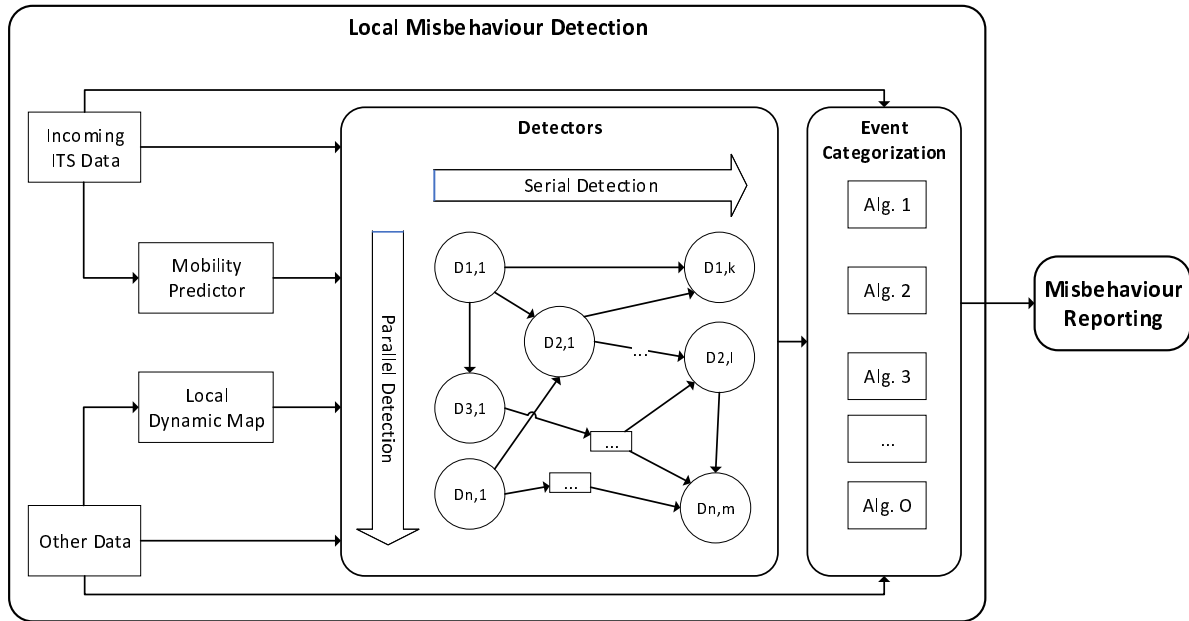 Local Misbehaviour Detection
Incoming
ITS Data
Mobility
Predictor
Local
Dynamic Map
Other Data
Detectors
Serial Detection
Parallel Detection
D1,1
D1,k
D2,1
...
D2,l
D3,1
...
Dn,1
...
Dn,m
Event
Categorization
Alg. 1
Alg. 2
Alg. 3
...
Alg. O
Misbehaviour
Reporting